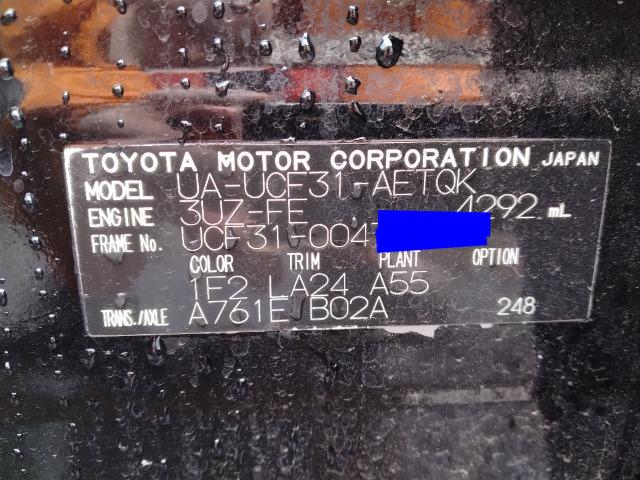 TOYOTA MOTOR CORPORATION JAPAN
MODEL UA-UCF31-AETQK
ENGINE 3UZ-FE 4292 mL
FRAME No. UCF31-004
COLOR TRIM PLANT OPTION
1F2 LA24 A55
TRANS./AXLE A761E B02A 248